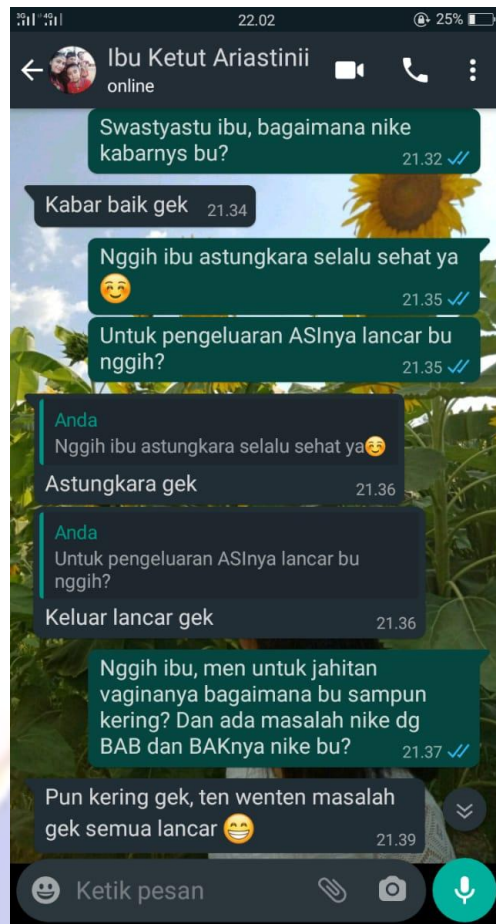 3G 4G 22.02 25%
Ibu Ketut Ariastinii
online
Swastyastu ibu, bagaimana nike
kabarnys bu?
21.32
Kabar baik gek 21.34
Nggih ibu astungkara selalu sehat ya
☺️
21.35
Untuk pengeluaran ASInya lancar bu
nggih?
21.35
Anda
Nggih ibu astungkara selalu sehat ya☺️
Astungkara gek
21.36
Anda
Untuk pengeluaran ASInya lancar bu
nggih?
Keluar lancar gek
21.36
Nggih ibu, men untuk jahitan
vaginanya bagaimana bu sampun
kering? Dan ada masalah nike dg
BAB dan BAKnya nike bu?
21.37
Pun kering gek, ten wenten masalah
gek semua lancar 😁
21.39
Ketik pesan